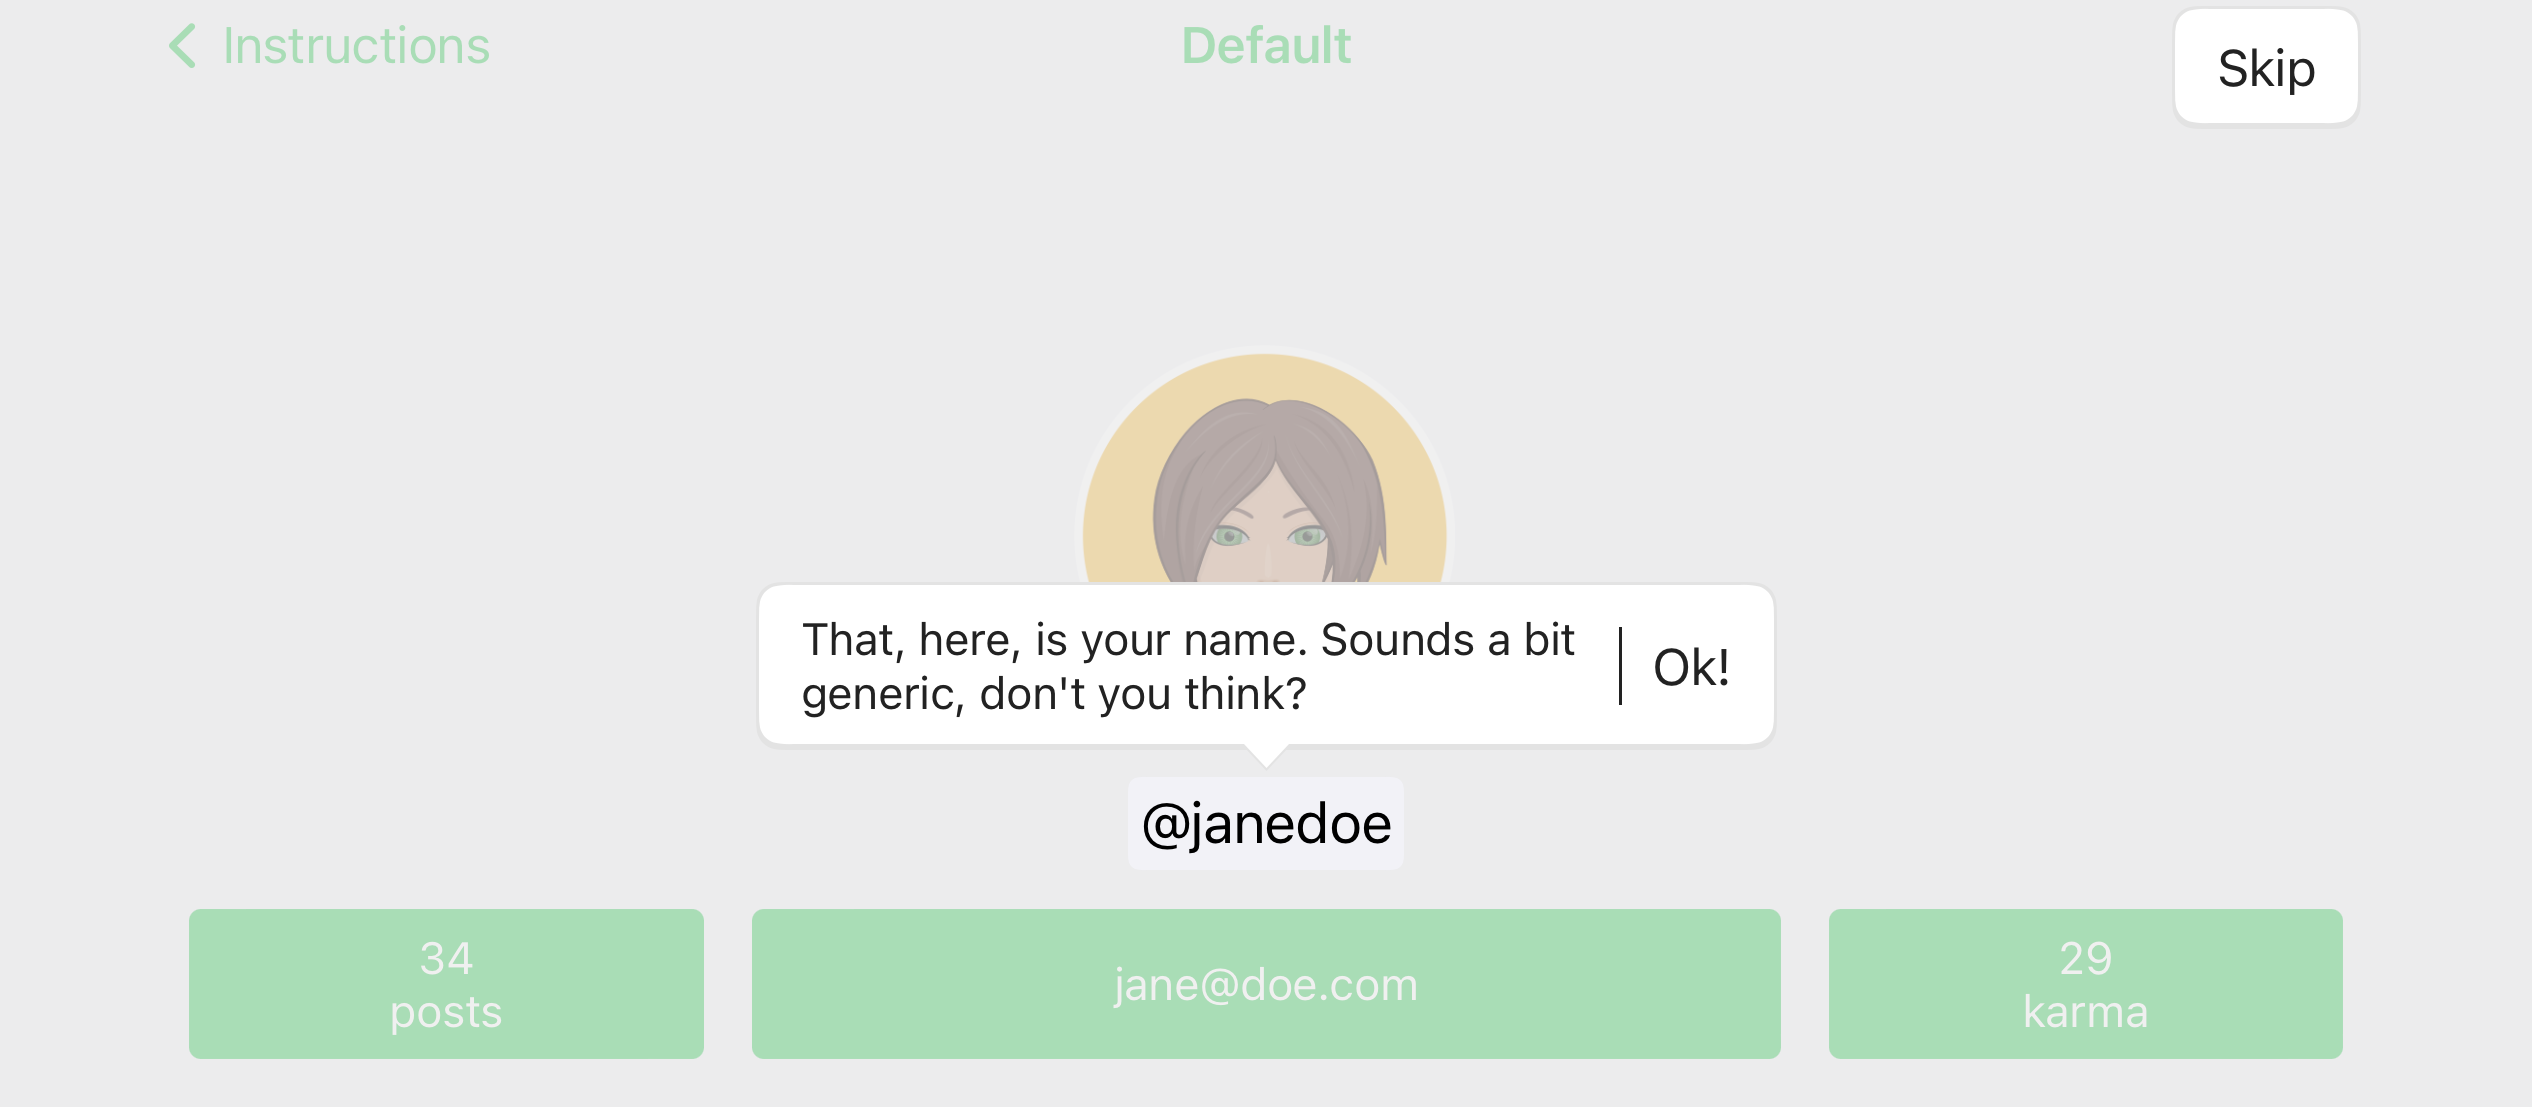 Instructions
Default
Skip
That, here, is your name. Sounds a bit
generic, don't you think?
Ok!
@janedoe
34
posts
jane@doe.com
29
karma